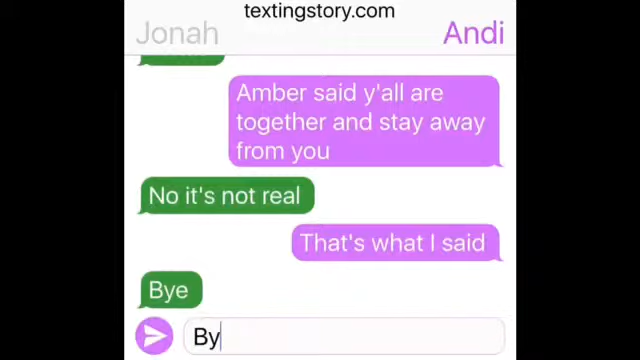 textingstory.com
Jonah Andi
Amber said y'all are
together and stay away
from you
No it's not real
That's what I said
Bye
By